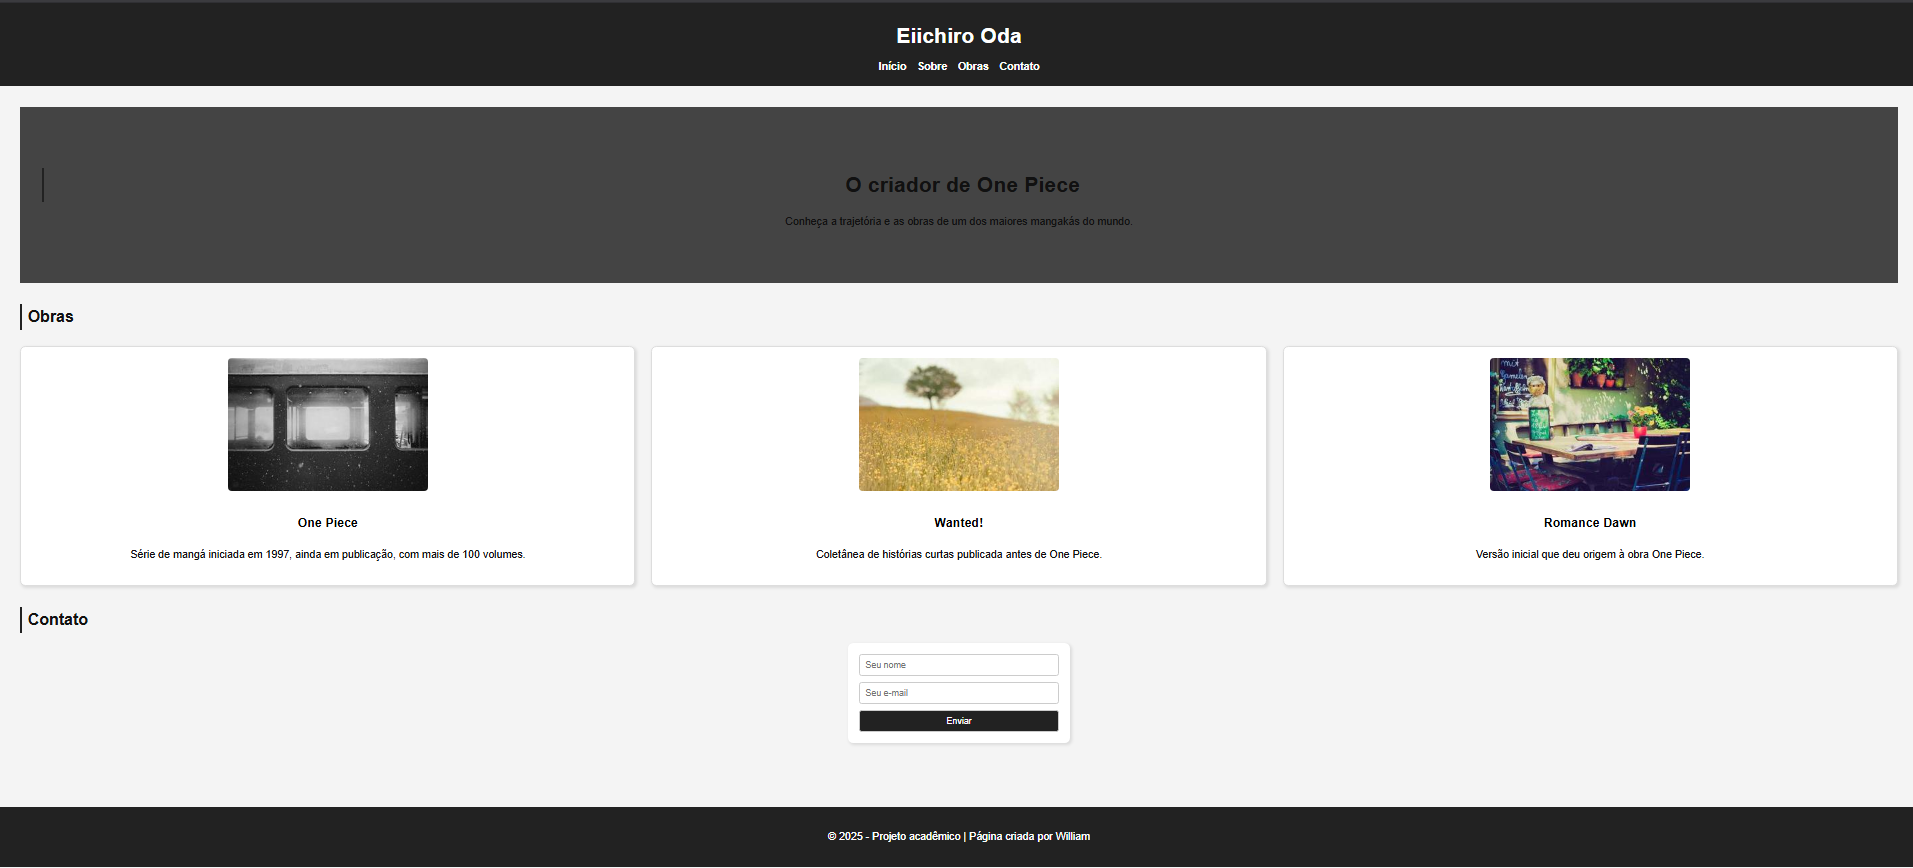 Eiichiro Oda
Início Sobre Obras Contato
O criador de One Piece
Conheça a trajetória e as obras de um dos maiores mangakás do mundo.
Obras
One Piece
Série de mangá iniciada em 1997, ainda em publicação, com mais de 100 volumes.
Wanted!
Coletânea de histórias curtas publicada antes de One Piece.
Romance Dawn
Versão inicial que deu origem à obra One Piece.
Contato
Seu nome
Seu e-mail
Enviar
© 2025 - Projeto acadêmico | Página criada por William